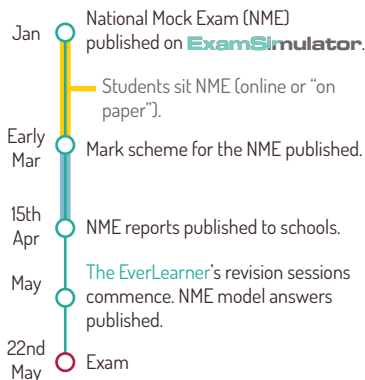 Jan
National Mock Exam (NME)
published on ExamSimulator.
Students sit NME (online or “on
paper”).
Early
Mar
Mark scheme for the NME published.
15th
Apr
NME reports published to schools.
May
The EverLearner’s revision sessions
commence. NME model answers
published.
22nd
May
Exam